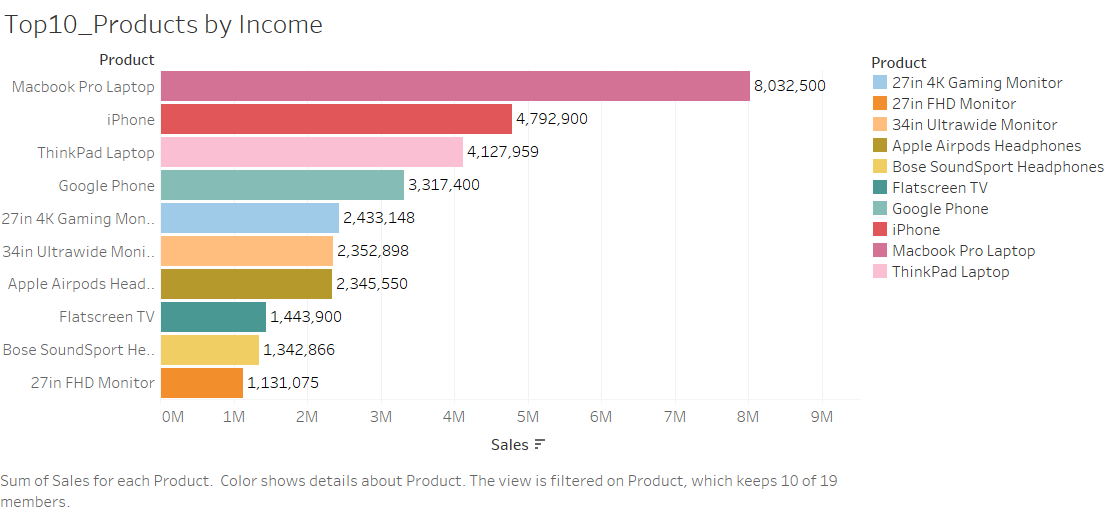 Top10_Products by Income
Product
Macbook Pro Laptop 8,032,500
iPhone 4,792,900
ThinkPad Laptop 4,127,959
Google Phone 3,317,400
27in 4K Gaming Mon.. 2,433,148
34in Ultrawide Moni.. 2,352,898
Apple Airpods Head.. 2,345,550
Flatscreen TV 1,443,900
Bose SoundSport He.. 1,342,866
27in FHD Monitor 1,131,075
0M 1M 2M 3M 4M 5M 6M 7M 8M 9M
Sales
Product
27in 4K Gaming Monitor
27in FHD Monitor
34in Ultrawide Monitor
Apple Airpods Headphones
Bose SoundSport Headphones
Flatscreen TV
Google Phone
iPhone
Macbook Pro Laptop
ThinkPad Laptop
Sum of Sales for each Product.  Color shows details about Product. The view is filtered on Product, which keeps 10 of 19
members.